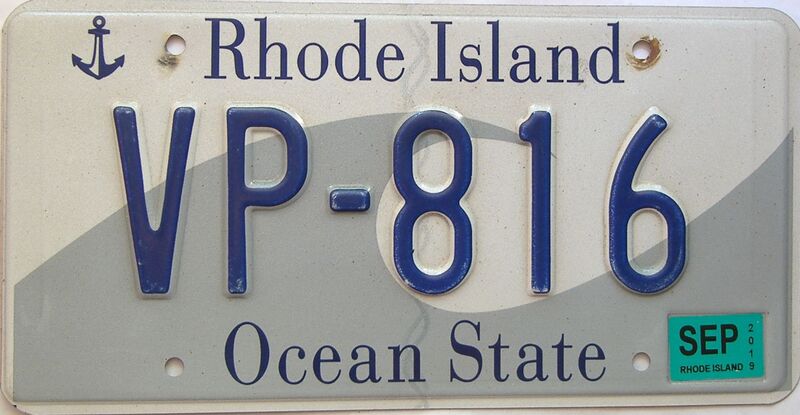 Rhode Island
VP-816
Ocean State
SEP 2019
RHODE ISLAND